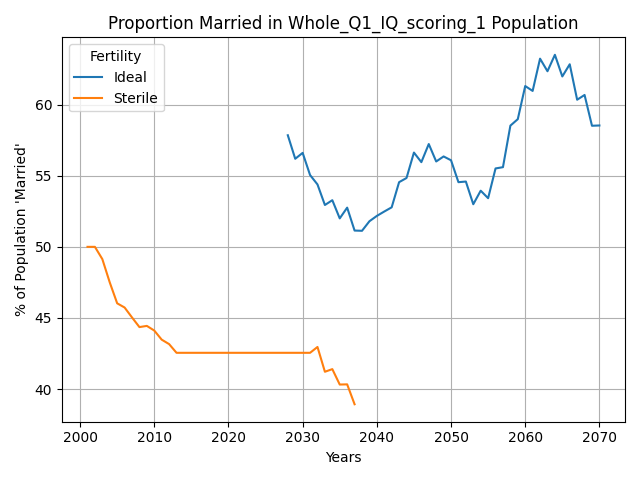 Proportion Married in Whole_Q1_IQ_scoring_1 Population
Fertility
Ideal
Sterile
% of Population 'Married'
60
55
50
45
40
2000 2010 2020 2030 2040 2050 2060 2070
Years